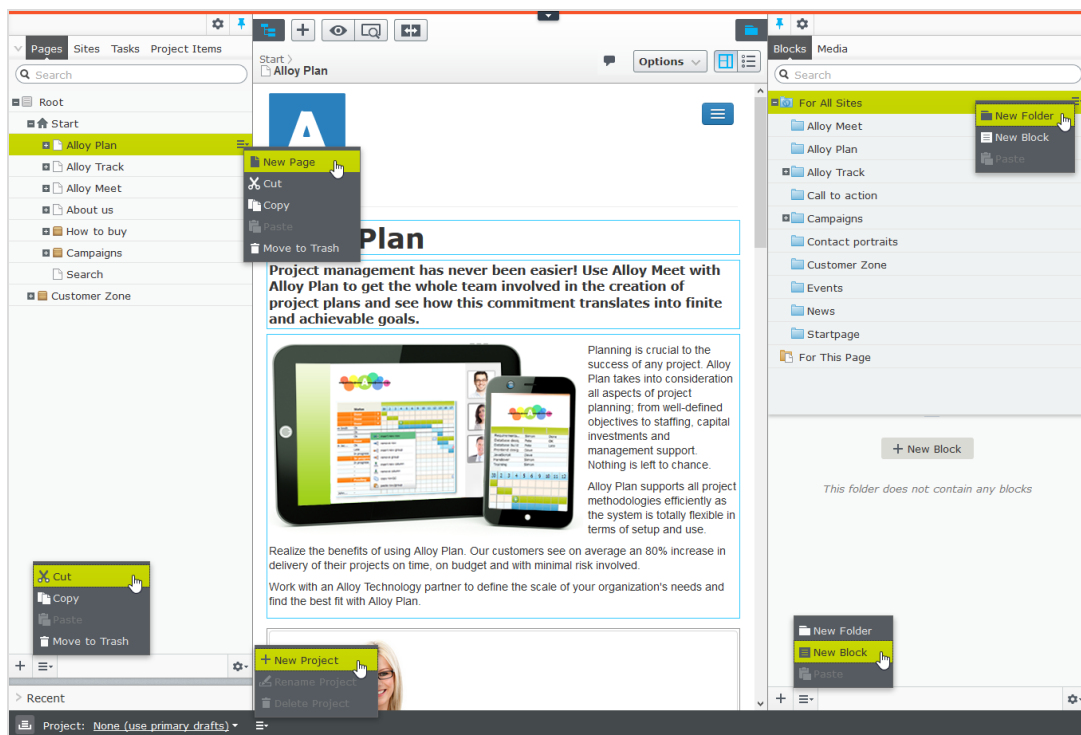 Pages Sites Tasks Project Items
Search
Root
Start
Alloy Plan
Alloy Track
Alloy Meet
About us
How to buy
Campaigns
Search
Customer Zone
New Page
Cut
Copy
Paste
Move to Trash
Cut
Copy
Paste
Move to Trash
Recent
Project: None (use primary drafts)
Start
Alloy Plan
Options
A
Plan
Project management has never been easier! Use Alloy Meet with
Alloy Plan to get the whole team involved in the creation of
project plans and see how this commitment translates into finite
and achievable goals.
Planning is crucial to the
success of any project. Alloy
Plan takes into consideration
all aspects of project
planning; from well-defined
objectives to staffing, capital
investments and
management support.
Nothing is left to chance.
Alloy Plan supports all project
methodologies efficiently as
the system is totally flexible in
terms of setup and use.
Realize the benefits of using Alloy Plan. Our customers see on average an 80% increase in
delivery of their projects on time, on budget and with minimal risk involved.
Work with an Alloy Technology partner to define the scale of your organization's needs and
find the best fit with Alloy Plan.
New Project
Rename Project
Delete Project
Blocks Media
Search
For All Sites
Alloy Meet
Alloy Plan
Alloy Track
Call to action
Campaigns
Contact portraits
Customer Zone
Events
News
Startpage
For This Page
New Folder
New Block
Paste
+ New Block
This folder does not contain any blocks
New Folder
New Block
Paste